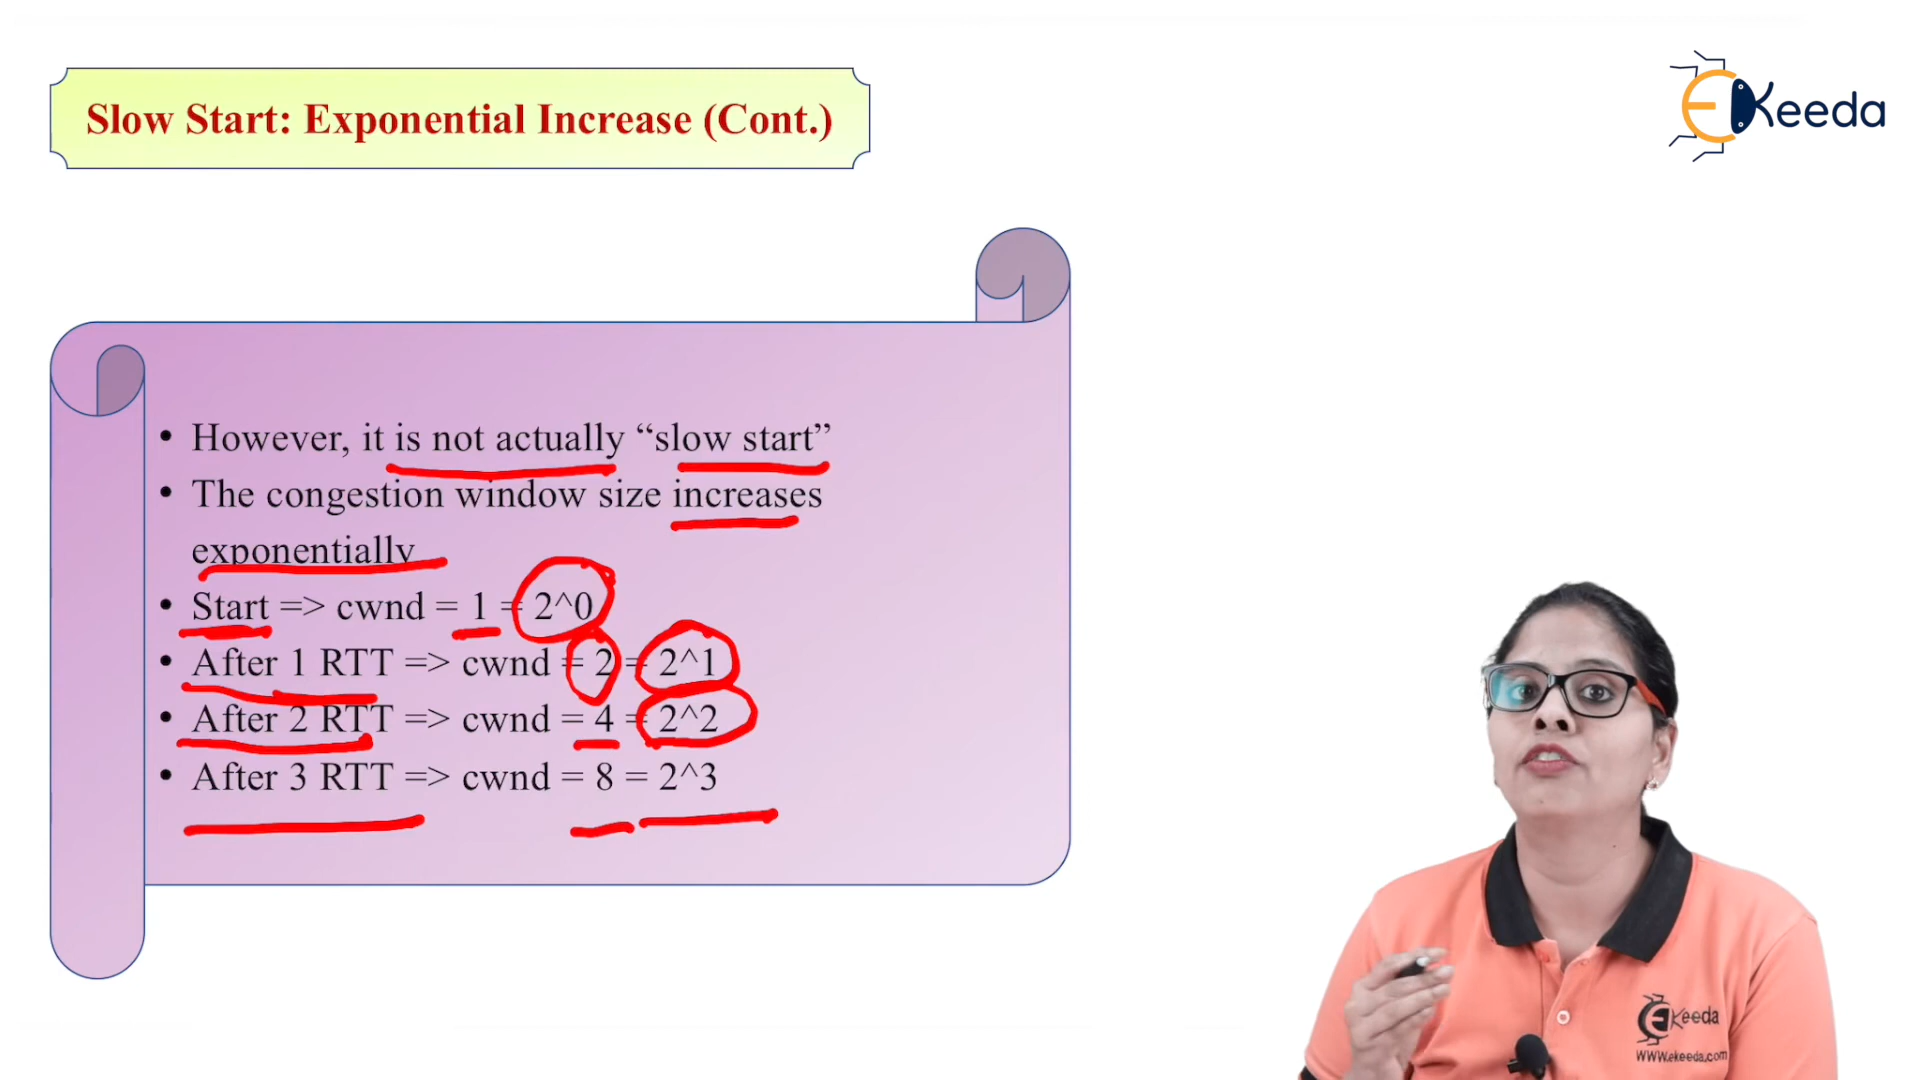 Slow Start: Exponential Increase (Cont.)
EKeeda
• However, it is not actually “slow start”
• The congestion window size increases
exponentially
• Start => cwnd = 1 = 2^0
• After 1 RTT => cwnd = 2 = 2^1
• After 2 RTT => cwnd = 4 = 2^2
• After 3 RTT => cwnd = 8 = 2^3
EKeeda
WWW.ekeeda.com